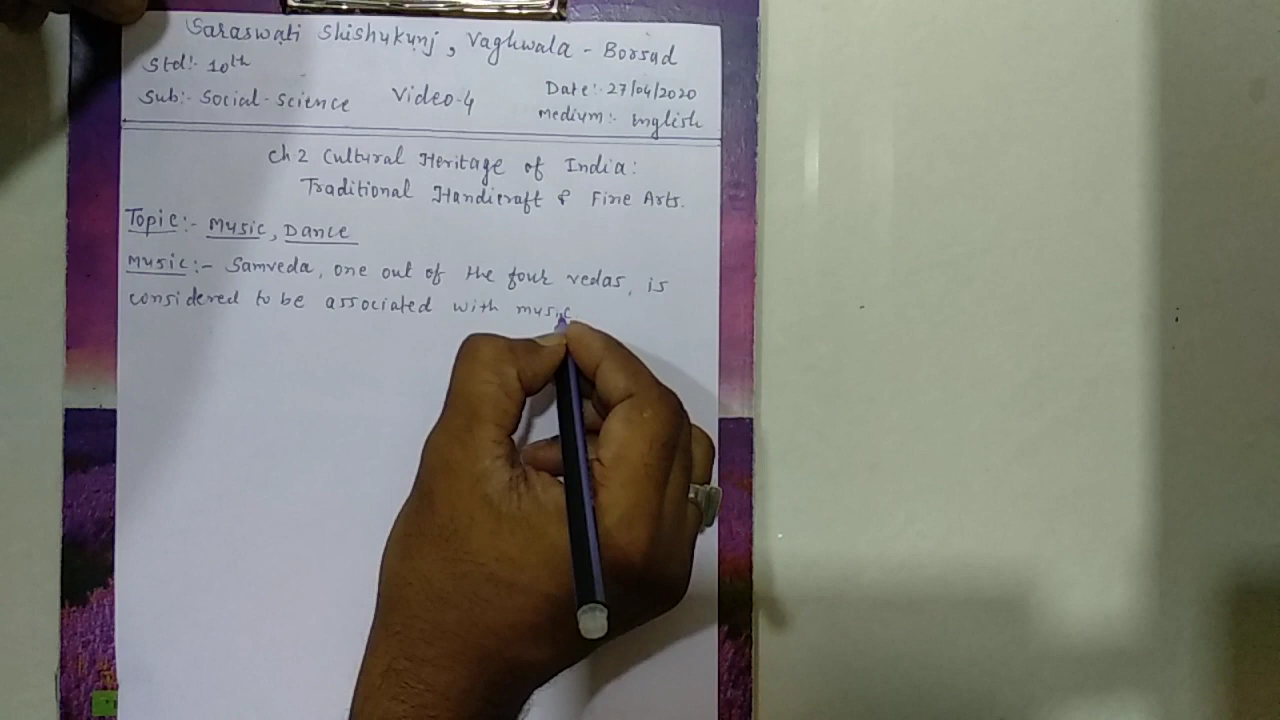 Saraswati Shishukunj, Vaghwala - Borsad
Std:- 10th
Sub:- Social-Science Video-4 Date:- 27/04/2020
Medium:- English
Ch 2 Cultural Heritage of India:
Traditional Handicraft & Fine Arts.
Topic:- Music, Dance
Music:- Samveda, one out of the four vedas, is
considered to be associated with music.